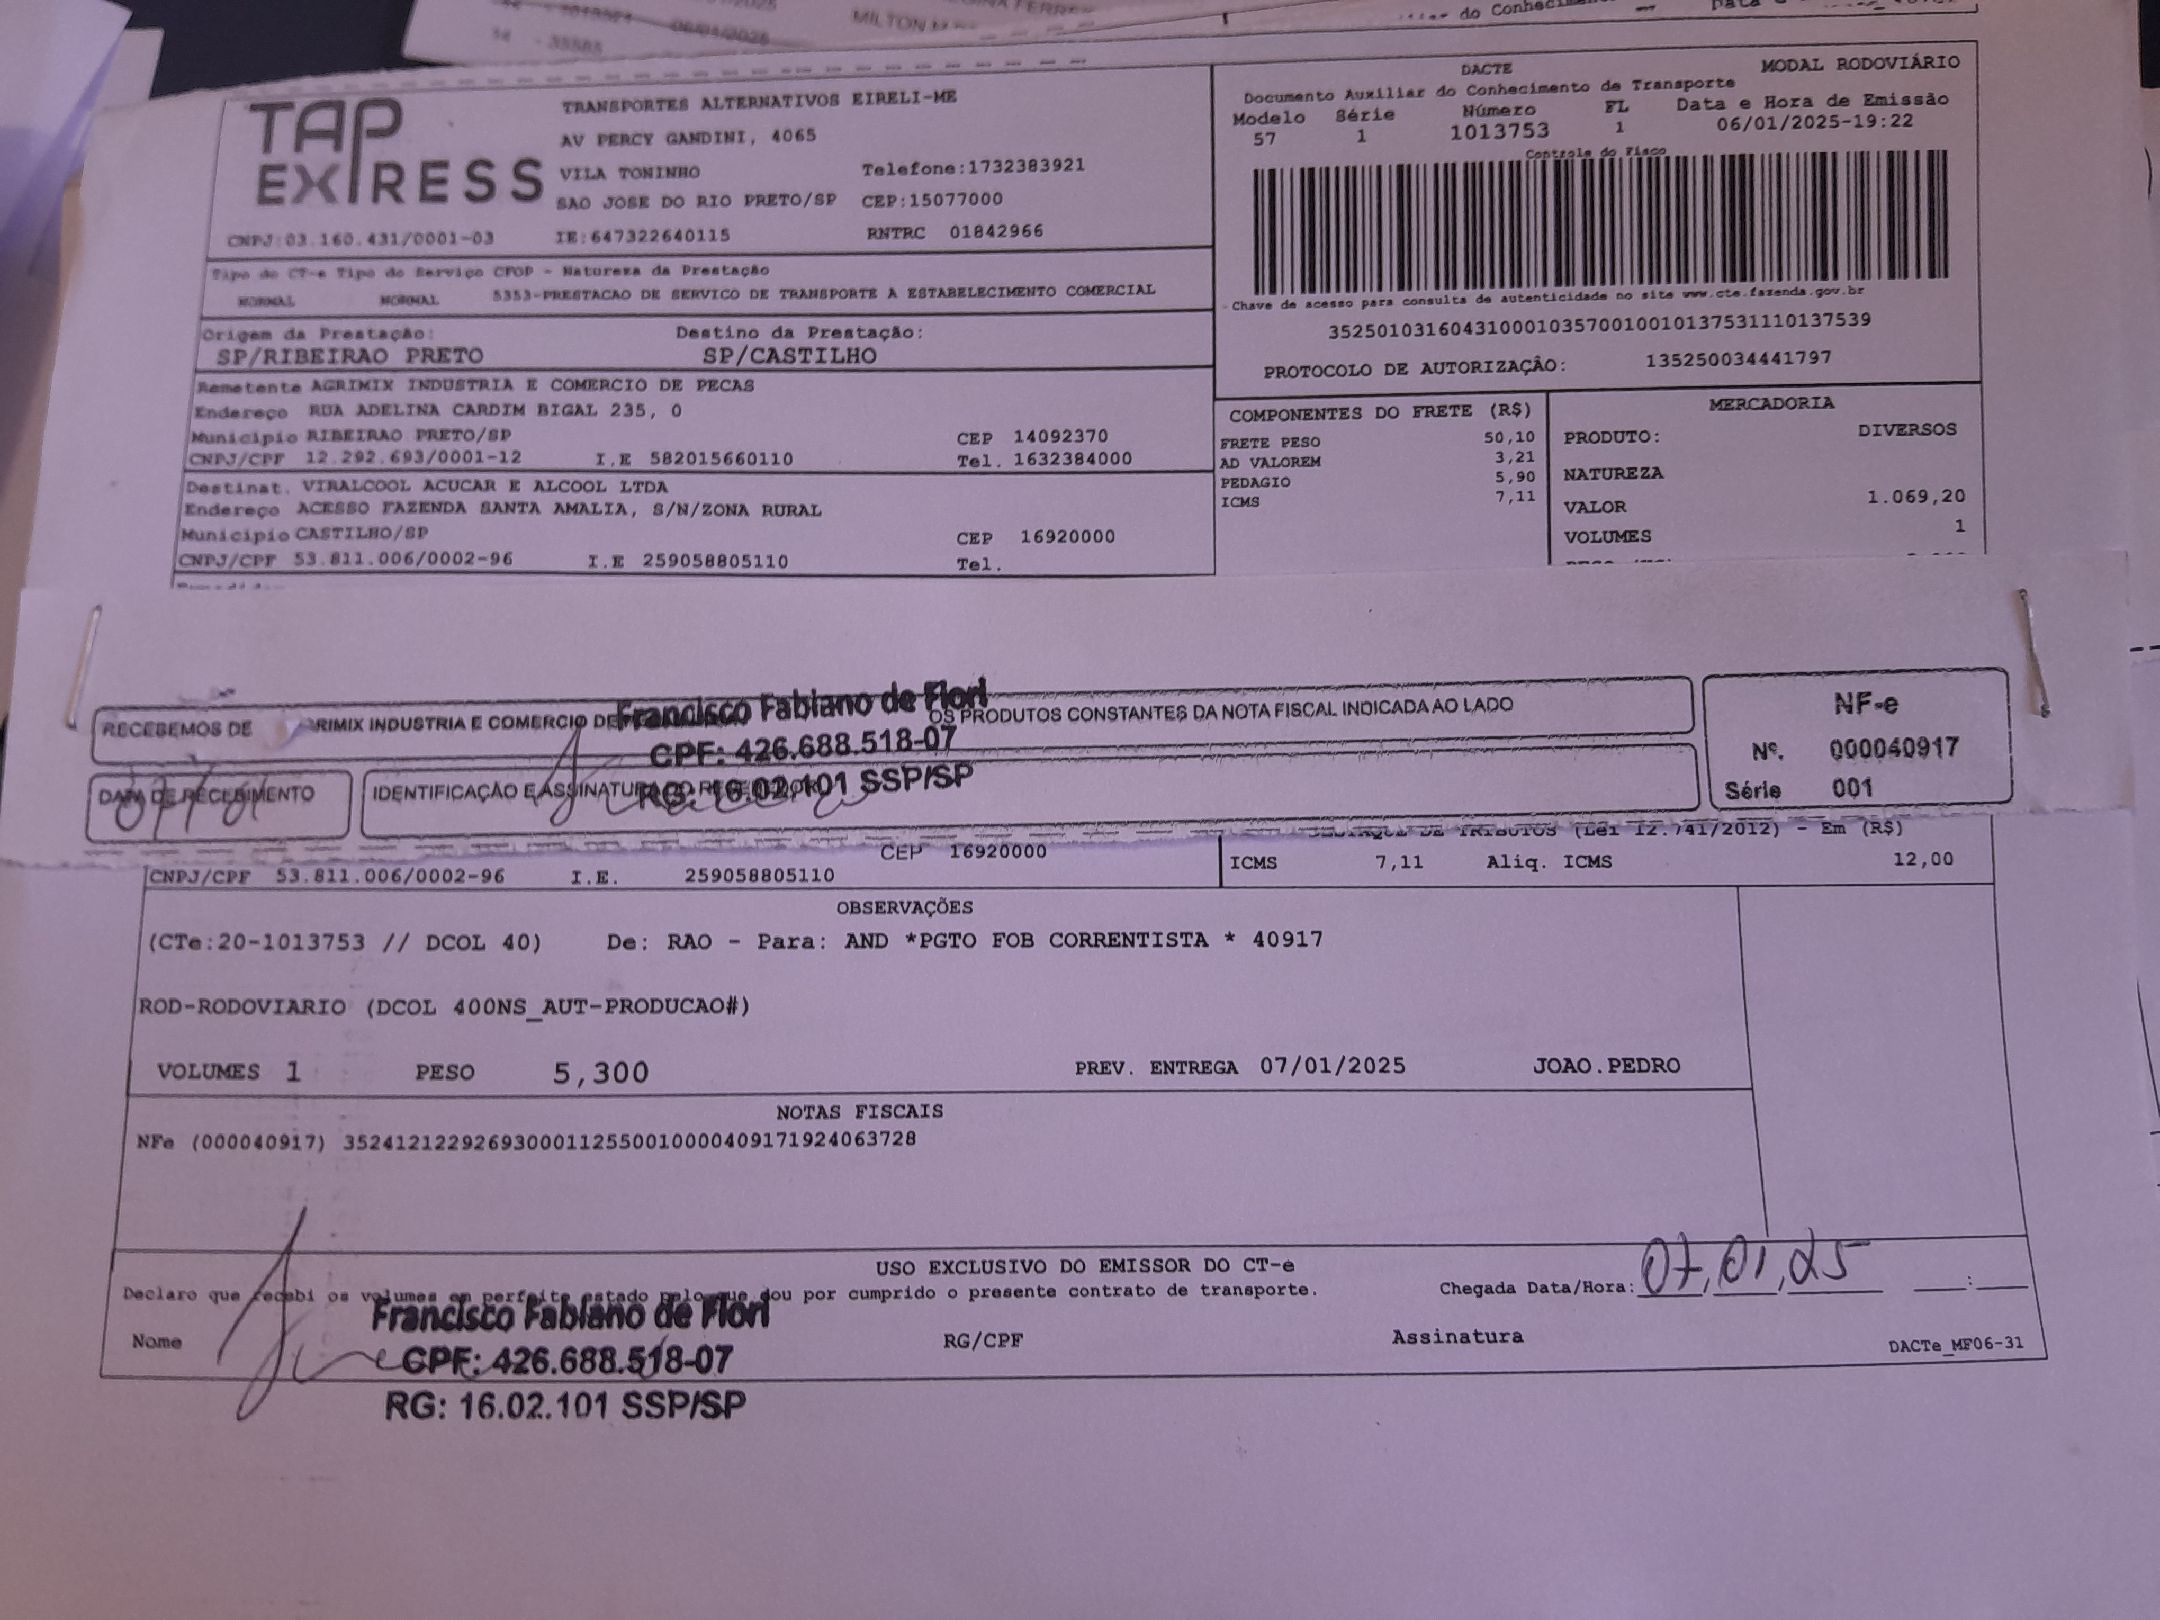 MILTON
06/01/2025
DACTE MODAL RODOVIÁRIO
Documento Auxiliar do Conhecimento de Transporte
Modelo Série Número FL Data e Hora de Emissão
57 1 1013753 1 06/01/2025-19:22
Controle do Fisco
Chave de acesso para consulta de autenticidade no site www.cte.fazenda.gov.br
35250103160431000103570010010137531110137539
PROTOCOLO DE AUTORIZAÇÂO: 135250034441797
TAP EXPRESS
TRANSPORTES ALTERNATIVOS EIRELI-ME
AV PERCY GANDINI, 4065
VILA TONINHO Telefone:1732383921
SAO JOSE DO RIO PRETO/SP CEP:15077000
CNPJ:03.160.431/0001-03 IE:647322640115 RNTRC 01842966
Tipo do CT-e Tipo do Serviço CFOP - Natureza da Prestação
NORMAL NORMAL 5353-PRESTACAO DE SERVICO DE TRANSPORTE A ESTABELECIMENTO COMERCIAL
Origem da Prestação: Destino da Prestação:
SP/RIBEIRAO PRETO SP/CASTILHO
Remetente AGRIMIX INDUSTRIA E COMERCIO DE PECAS
Endereço RUA ADELINA CARDIM BIGAL 235, 0
Municipio RIBEIRAO PRETO/SP CEP 14092370
CNPJ/CPF 12.292.693/0001-12 I.E 582015660110 Tel. 1632384000
Destinat. VIRALCOOL ACUCAR E ALCOOL LTDA
Endereço ACESSO FAZENDA SANTA AMALIA, S/N/ZONA RURAL
Municipio CASTILHO/SP CEP 16920000
CNPJ/CPF 53.811.006/0002-96 I.E 259058805110 Tel.
COMPONENTES DO FRETE (R$)
FRETE PESO 50,10
AD VALOREM 3,21
PEDAGIO 5,90
ICMS 7,11
MERCADORIA
PRODUTO: DIVERSOS
NATUREZA
VALOR 1.069,20
VOLUMES 1
RECEBEMOS DE RIMIX INDUSTRIA E COMERCIO DE OS PRODUTOS CONSTANTES DA NOTA FISCAL INDICADA AO LADO
Francisco Fabiano de Fiori
CPF: 426.688.518-07
RG: 16.02.101 SSP/SP
DATA DE RECEBIMENTO IDENTIFICAÇÃO E ASSINATURA DO RECEBEDOR
07/01
NF-e
Nº. 000040917
Série 001
TRIBUTOS (Lei 12.741/2012) - Em (R$)
CEP 16920000
ICMS 7,11 Aliq. ICMS 12,00
CNPJ/CPF 53.811.006/0002-96 I.E. 259058805110
OBSERVAÇÕES
(CTe:20-1013753 // DCOL 40) De: RAO - Para: AND *PGTO FOB CORRENTISTA * 40917
ROD-RODOVIARIO (DCOL 400NS_AUT-PRODUCAO#)
VOLUMES 1 PESO 5,300 PREV. ENTREGA 07/01/2025 JOAO.PEDRO
NOTAS FISCAIS
NFe (000040917) 35241212292693000112550010000409171924063728
USO EXCLUSIVO DO EMISSOR DO CT-e
Declaro que recebi os volumes em perfeito estado pelo que dou por cumprido o presente contrato de transporte.
Chegada Data/Hora: 07,01,25 :
Francisco Fabiano de Fiori
CPF: 426.688.518-07
RG: 16.02.101 SSP/SP
Nome RG/CPF Assinatura DACTe_MF06-31